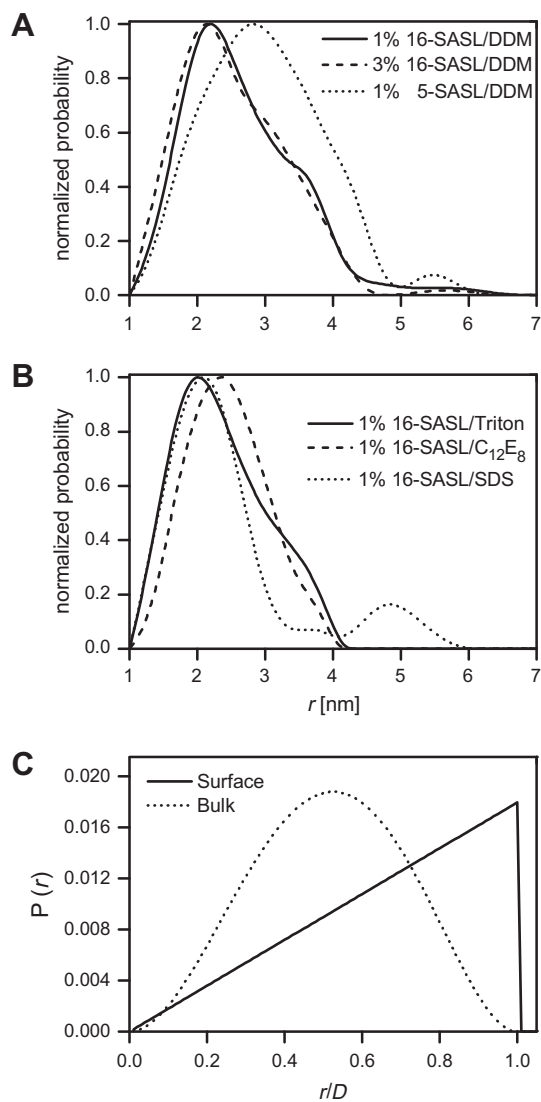 A
1.0
0.8
0.6
0.4
0.2
0.0
normalized probability
1% 16-SASL/DDM
3% 16-SASL/DDM
1% 5-SASL/DDM
1 2 3 4 5 6 7
B
1.0
0.8
0.6
0.4
0.2
0.0
normalized probability
1% 16-SASL/Triton
1% 16-SASL/C₁₂E₈
1% 16-SASL/SDS
1 2 3 4 5 6 7
r [nm]
C
0.020
0.016
0.012
0.008
0.004
0.000
P (r)
Surface
Bulk
0.0 0.2 0.4 0.6 0.8 1.0
r/D